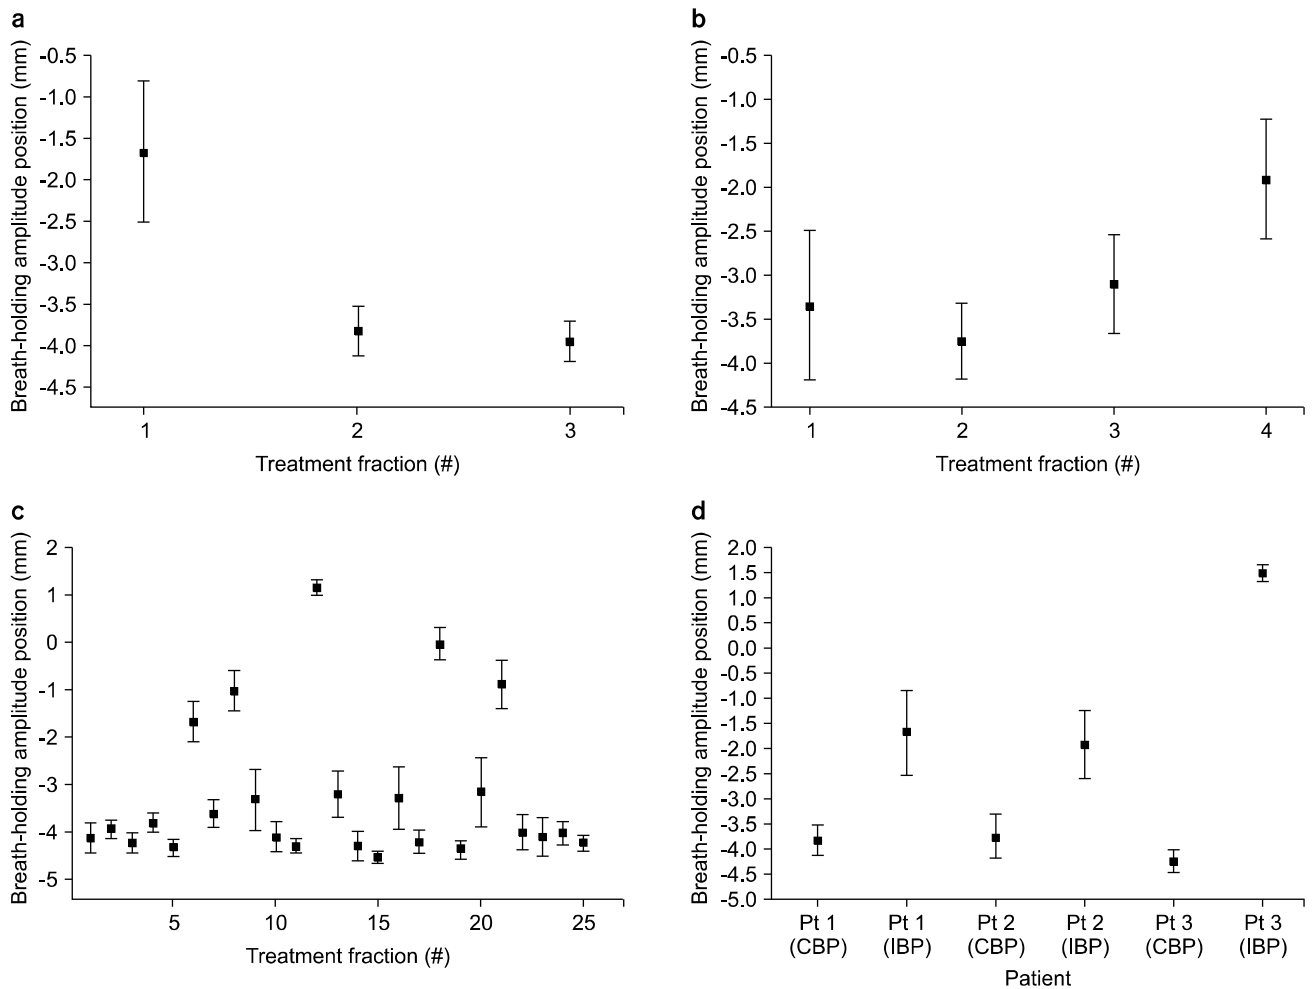 a
Breath-holding amplitude position (mm)
-0.5
-1.0
-1.5
-2.0
-2.5
-3.0
-3.5
-4.0
-4.5
1 2 3
Treatment fraction (#)
b
Breath-holding amplitude position (mm)
-0.5
-1.0
-1.5
-2.0
-2.5
-3.0
-3.5
-4.0
-4.5
1 2 3 4
Treatment fraction (#)
c
Breath-holding amplitude position (mm)
2
1
0
-1
-2
-3
-4
-5
5 10 15 20 25
Treatment fraction (#)
d
Breath-holding amplitude position (mm)
2.0
1.5
1.0
0.5
0.0
-0.5
-1.0
-1.5
-2.0
-2.5
-3.0
-3.5
-4.0
-4.5
-5.0
Pt 1 Pt 1 Pt 2 Pt 2 Pt 3 Pt 3
(CBP) (IBP) (CBP) (IBP) (CBP) (IBP)
Patient